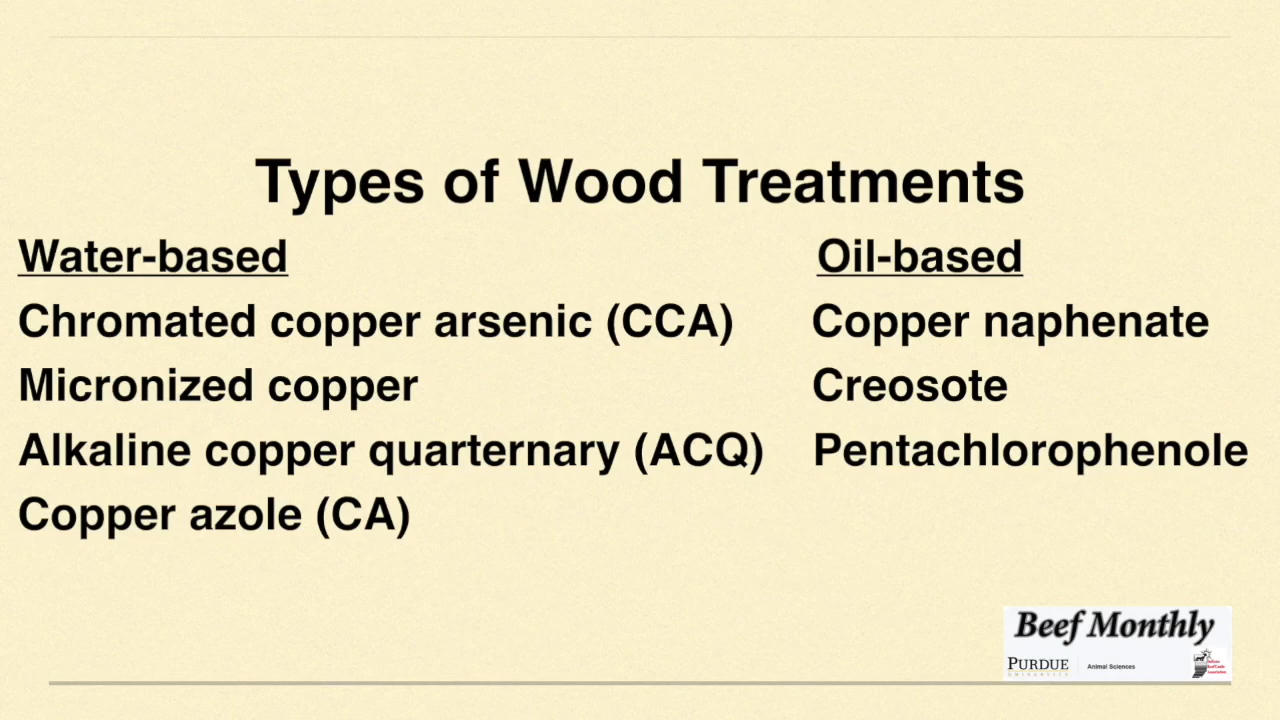 Types of Wood Treatments
Water-based Oil-based
Chromated copper arsenic (CCA) Copper naphenate
Micronized copper Creosote
Alkaline copper quarternary (ACQ) Pentachlorophenole
Copper azole (CA)
Beef Monthly
PURDUE Animal Sciences
UNIVERSITY